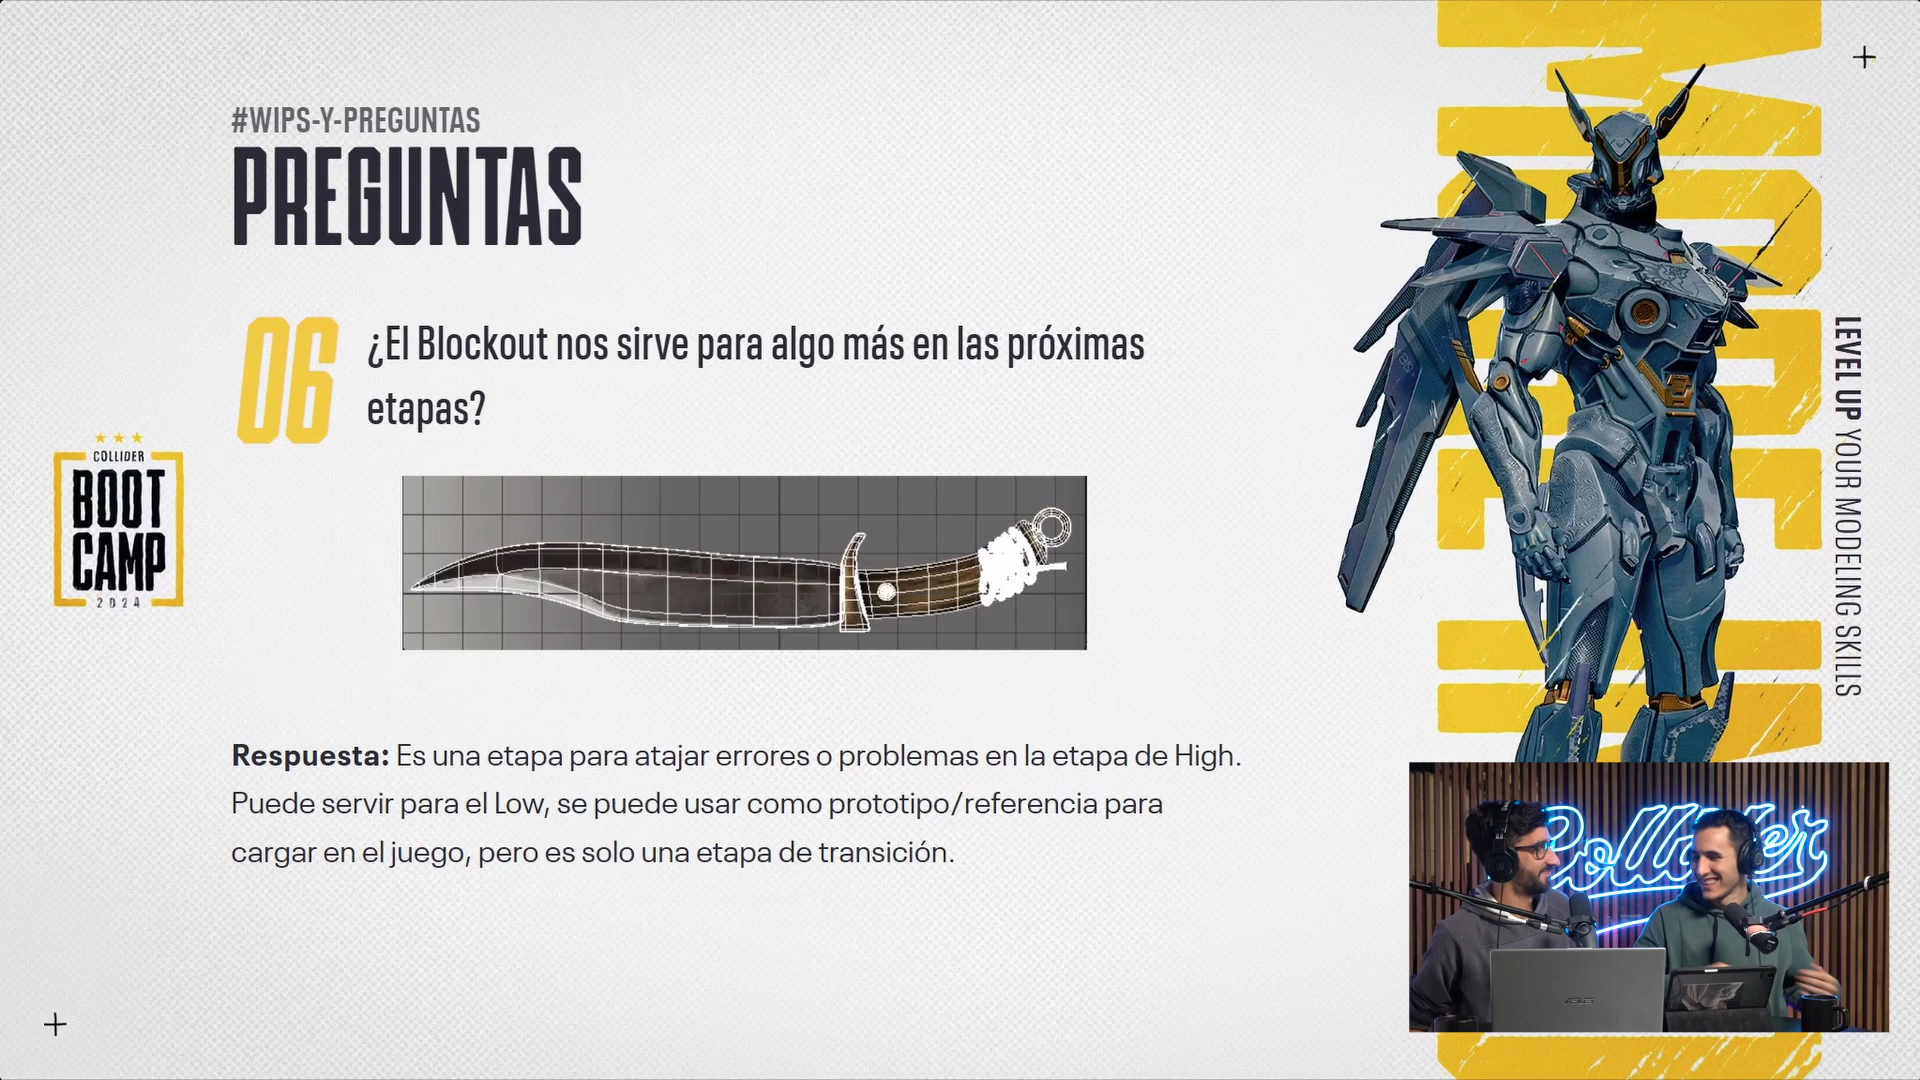 #WIPS-Y-PREGUNTAS
PREGUNTAS
06
¿El Blockout nos sirve para algo más en las próximas
etapas?
COLLIDER
BOOT
CAMP
2024
Respuesta: Es una etapa para atajar errores o problemas en la etapa de High.
Puede servir para el Low, se puede usar como prototipo/referencia para
cargar en el juego, pero es solo una etapa de transición.
LEVEL UP YOUR MODELING SKILLS
Collider
ASUS